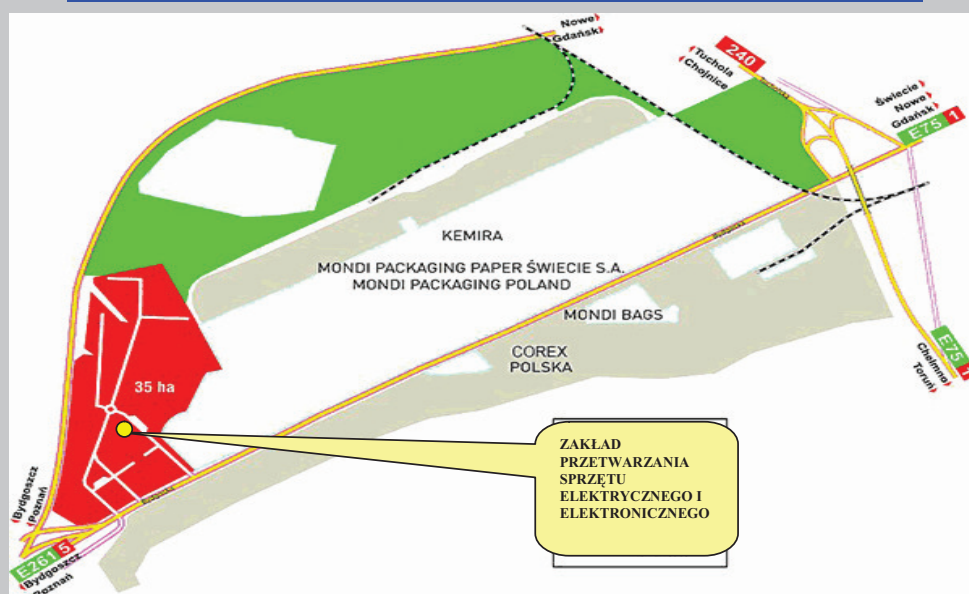 Nowe
Gdańsk
240
Tuchola
Chojnice
Świecie
Nowe
Gdańsk
E75 1
KEMIRA
MONDI PACKAGING PAPER ŚWIECIE S.A.
MONDI PACKAGING POLAND
MONDI BAGS
COREX
POLSKA
35 ha
E75 1
Chełmno
Toruń
ZAKŁAD
PRZETWARZANIA
SPRZĘTU
ELEKTRYCZNEGO I
ELEKTRONICZNEGO
Bydgoszcz
Poznań
E261 5
Bydgoszcz
Poznań